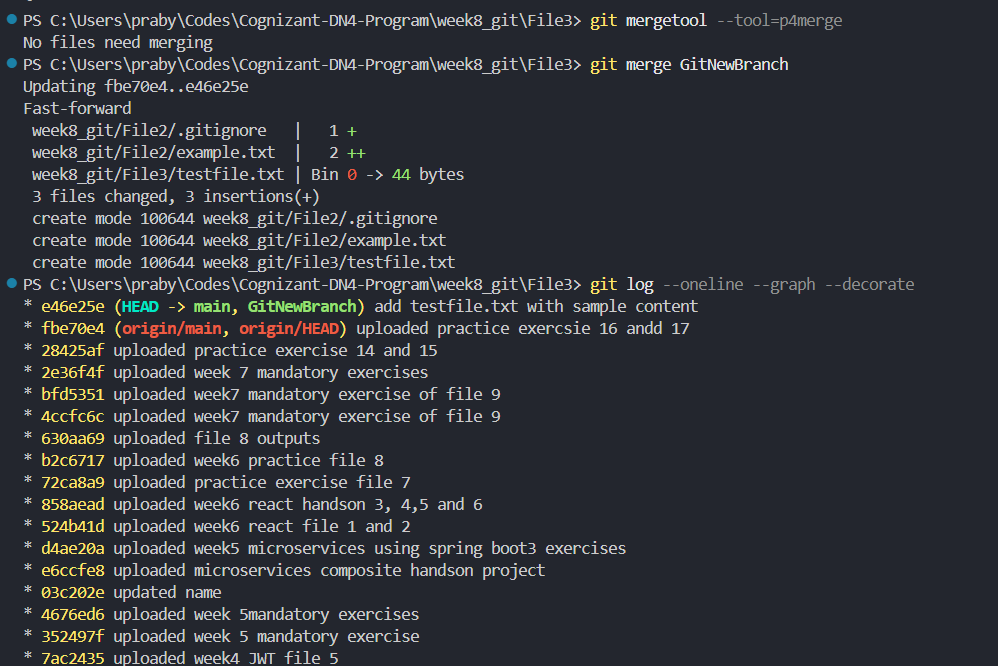 PS C:\Users\praby\Codes\Cognizant-DN4-Program\week8_git\File3> git mergetool --tool=p4merge
No files need merging
PS C:\Users\praby\Codes\Cognizant-DN4-Program\week8_git\File3> git merge GitNewBranch
Updating fbe70e4..e46e25e
Fast-forward
 week8_git/File2/.gitignore   |   1 +
 week8_git/File2/example.txt  |   2 ++
 week8_git/File3/testfile.txt | Bin 0 -> 44 bytes
 3 files changed, 3 insertions(+)
 create mode 100644 week8_git/File2/.gitignore
 create mode 100644 week8_git/File2/example.txt
 create mode 100644 week8_git/File3/testfile.txt
PS C:\Users\praby\Codes\Cognizant-DN4-Program\week8_git\File3> git log --oneline --graph --decorate
* e46e25e (HEAD -> main, GitNewBranch) add testfile.txt with sample content
* fbe70e4 (origin/main, origin/HEAD) uploaded practice exercsie 16 andd 17
* 28425af uploaded practice exercise 14 and 15
* 2e36f4f uploaded week 7 mandatory exercises
* bfd5351 uploaded week7 mandatory exercise of file 9
* 4ccfc6c uploaded week7 mandatory exercise of file 9
* 630aa69 uploaded file 8 outputs
* b2c6717 uploaded week6 practice file 8
* 72ca8a9 uploaded practice exercise file 7
* 858aead uploaded week6 react handson 3, 4,5 and 6
* 524b41d uploaded week6 react file 1 and 2
* d4ae20a uploaded week5 microservices using spring boot3 exercises
* e6ccfe8 uploaded microservices composite handson project
* 03c202e updated name
* 4676ed6 uploaded week 5mandatory exercises
* 352497f uploaded week 5 mandatory exercise
* 7ac2435 uploaded week4 JWT file 5